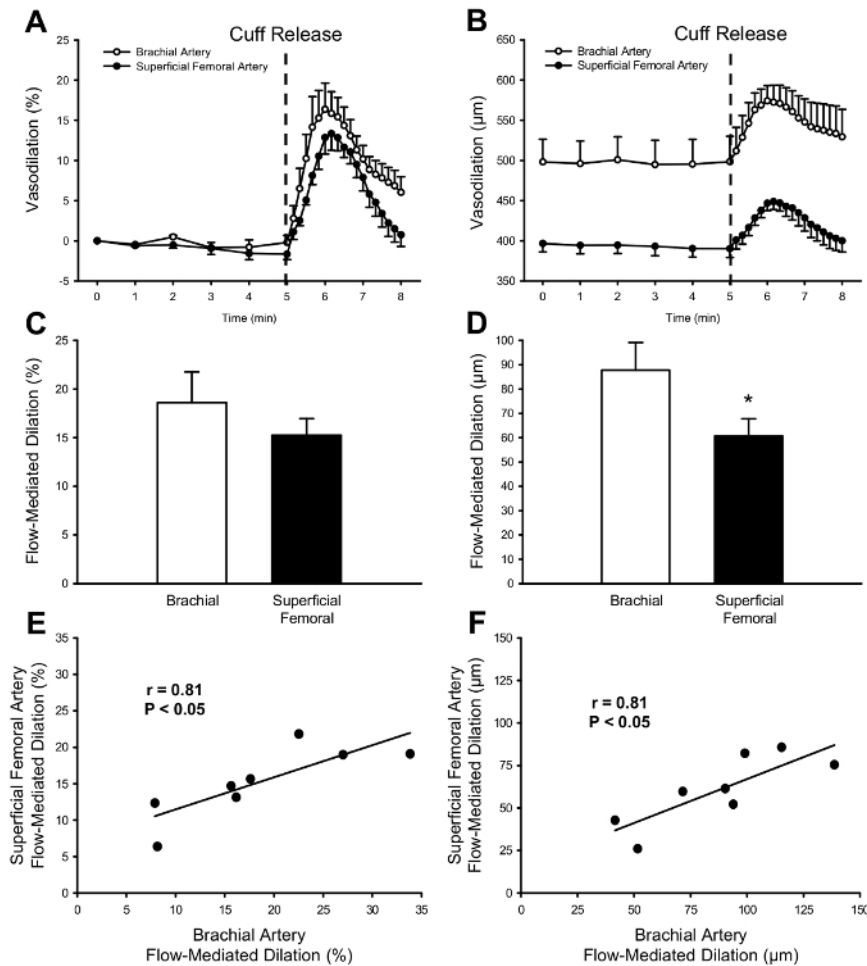 A
Cuff Release
Brachial Artery
Superficial Femoral Artery
Vasodilation (%)
25
20
15
10
5
0
-5
0 1 2 3 4 5 6 7 8
Time (min)
B
Cuff Release
Brachial Artery
Superficial Femoral Artery
Vasodilation (µm)
650
600
550
500
450
400
350
0 1 2 3 4 5 6 7 8
Time (min)
C
Flow-Mediated Dilation (%)
25
20
15
10
5
0
Brachial
Superficial
Femoral
D
Flow-Mediated Dilation (µm)
100
90
80
70
60
50
40
30
20
10
0
*
Brachial
Superficial
Femoral
E
Superficial Femoral Artery
Flow-Mediated Dilation (%)
35
30
25
20
15
10
5
0
r = 0.81
P < 0.05
0 5 10 15 20 25 30 35
Brachial Artery
Flow-Mediated Dilation (%)
F
Superficial Femoral Artery
Flow-Mediated Dilation (µm)
150
125
100
75
50
25
0
r = 0.81
P < 0.05
0 25 50 75 100 125 150
Brachial Artery
Flow-Mediated Dilation (µm)